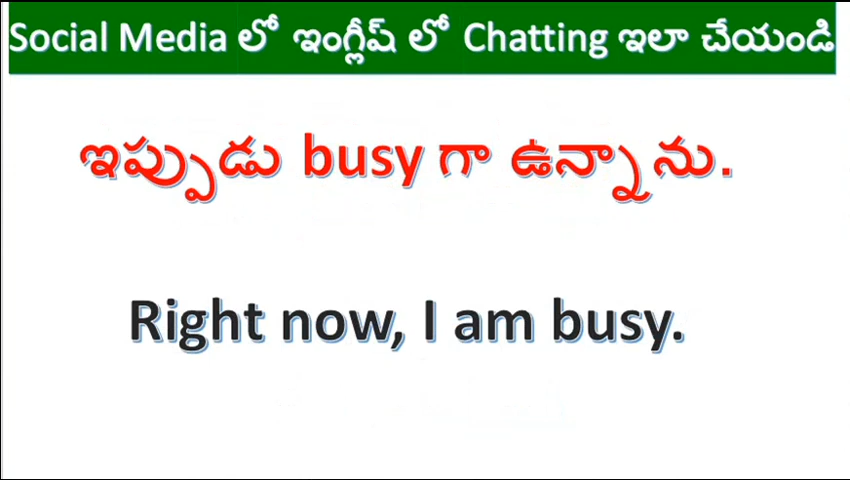 Social Media లో ఇంగ్లీష్ లో Chatting ఇలా చేయండి
ఇప్పుడు busy గా ఉన్నాను.
Right now, I am busy.